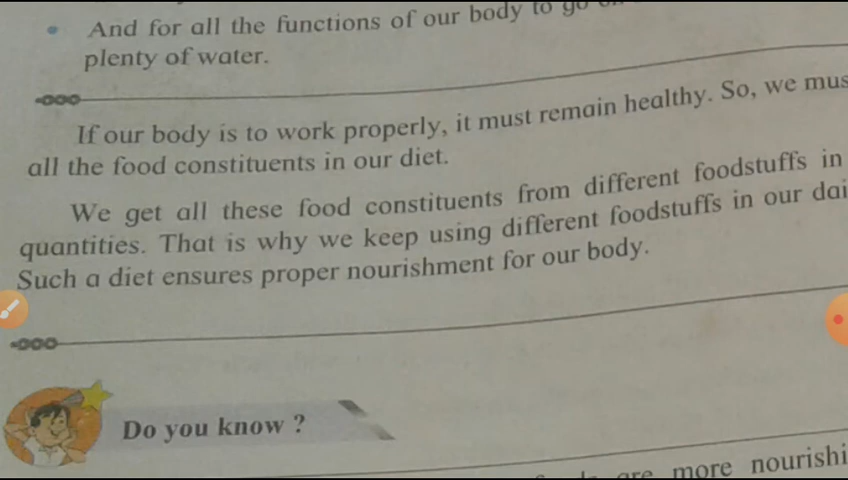 And for all the functions of our body to go
plenty of water.
If our body is to work properly, it must remain healthy. So, we
all the food constituents in our diet.
We get all these food constituents from different foodstuffs in
quantities. That is why we keep using different foodstuffs in our
Such a diet ensures proper nourishment for our body.
Do you know ?
are more